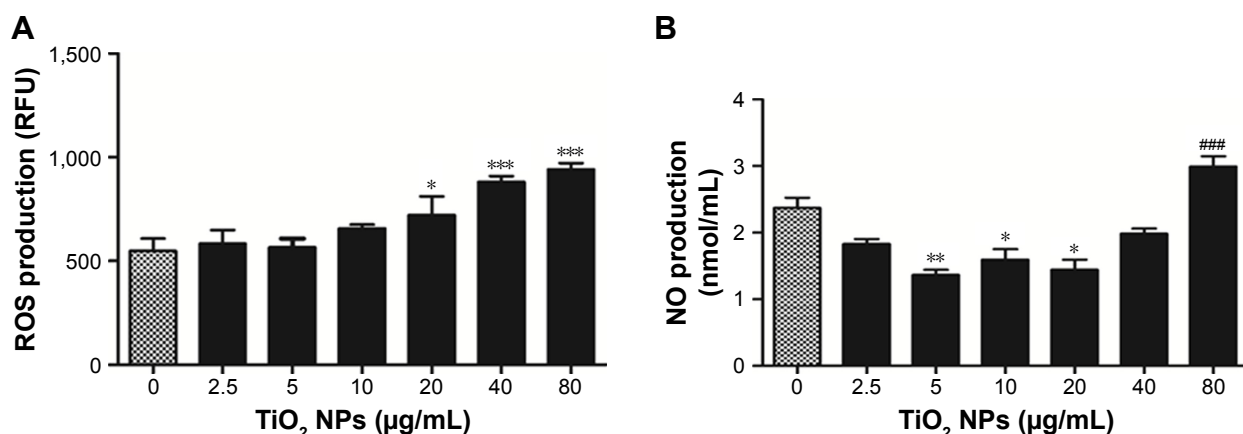 A
ROS production (RFU)
1,500
1,000
500
0
*
***
***
0 2.5 5 10 20 40 80
TiO₂ NPs (µg/mL)
B
NO production
(nmol/mL)
4
3
2
1
0
**
*
*
###
0 2.5 5 10 20 40 80
TiO₂ NPs (µg/mL)